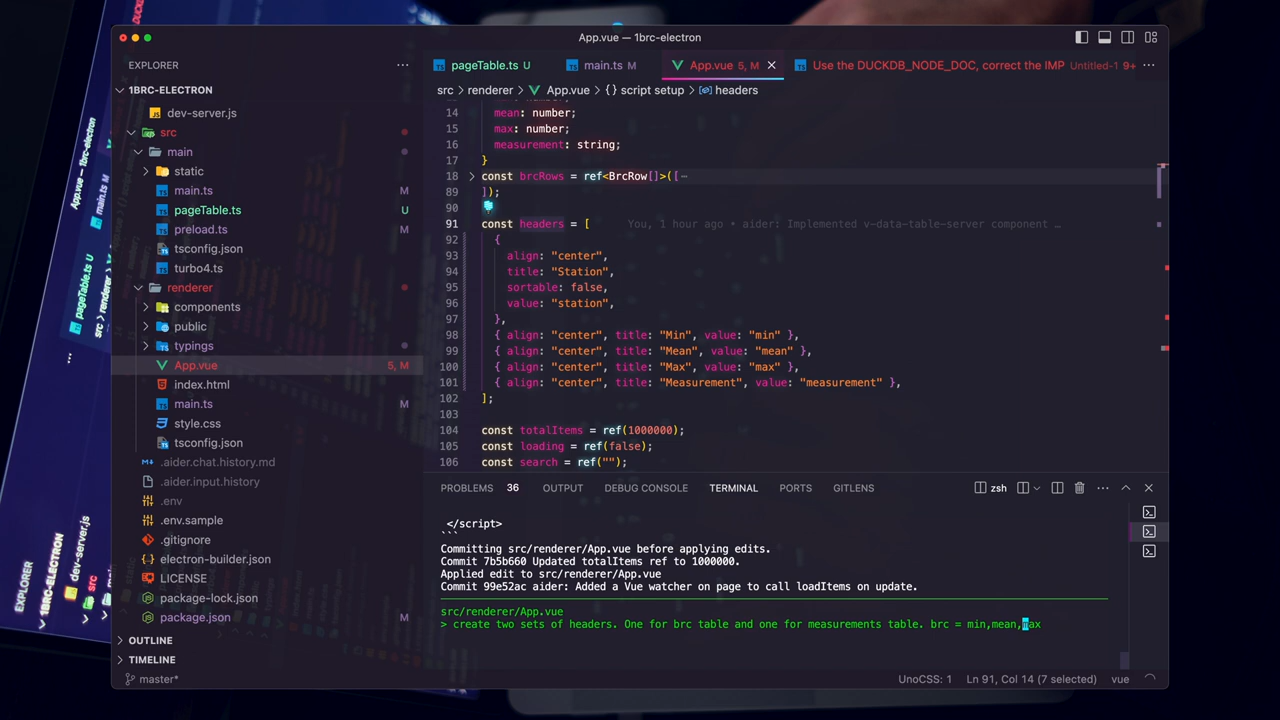 App.vue — 1brc-electron
EXPLORER
1BRC-ELECTRON
dev-server.js
src
main
static
main.ts M
pageTable.ts U
preload.ts M
tsconfig.json
turbo4.ts
renderer
components
public
typings
App.vue 5, M
index.html
main.ts M
style.css
tsconfig.json
.aider.chat.history.md
.aider.input.history
.env
.env.sample
.gitignore
electron-builder.json
LICENSE
package-lock.json
package.json M
OUTLINE
TIMELINE
master*
pageTable.ts U
main.ts M
App.vue 5, M
Use the DUCKDB_NODE_DOC, correct the IMP Untitled-1 9+
src > renderer > App.vue > {} script setup > headers
14 mean: number;
15 max: number;
16 measurement: string;
17 }
18 const brcRows = ref<BrcRow[]>([
89 ]);
90
91 const headers = [ You, 1 hour ago • aider: Implemented v-data-table-server component …
92 {
93 align: "center",
94 title: "Station",
95 sortable: false,
96 value: "station",
97 },
98 { align: "center", title: "Min", value: "min" },
99 { align: "center", title: "Mean", value: "mean" },
100 { align: "center", title: "Max", value: "max" },
101 { align: "center", title: "Measurement", value: "measurement" },
102 ];
103
104 const totalItems = ref(1000000);
105 const loading = ref(false);
106 const search = ref("");
PROBLEMS 36 OUTPUT DEBUG CONSOLE TERMINAL PORTS GITLENS
zsh
</script>
```
Committing src/renderer/App.vue before applying edits.
Commit 7b5b660 Updated totalItems ref to 1000000.
Applied edit to src/renderer/App.vue
Commit 99e52ac aider: Added a Vue watcher on page to call loadItems on update.
src/renderer/App.vue
> create two sets of headers. One for brc table and one for measurements table. brc = min,mean,max
UnoCSS: 1 Ln 91, Col 14 (7 selected) vue